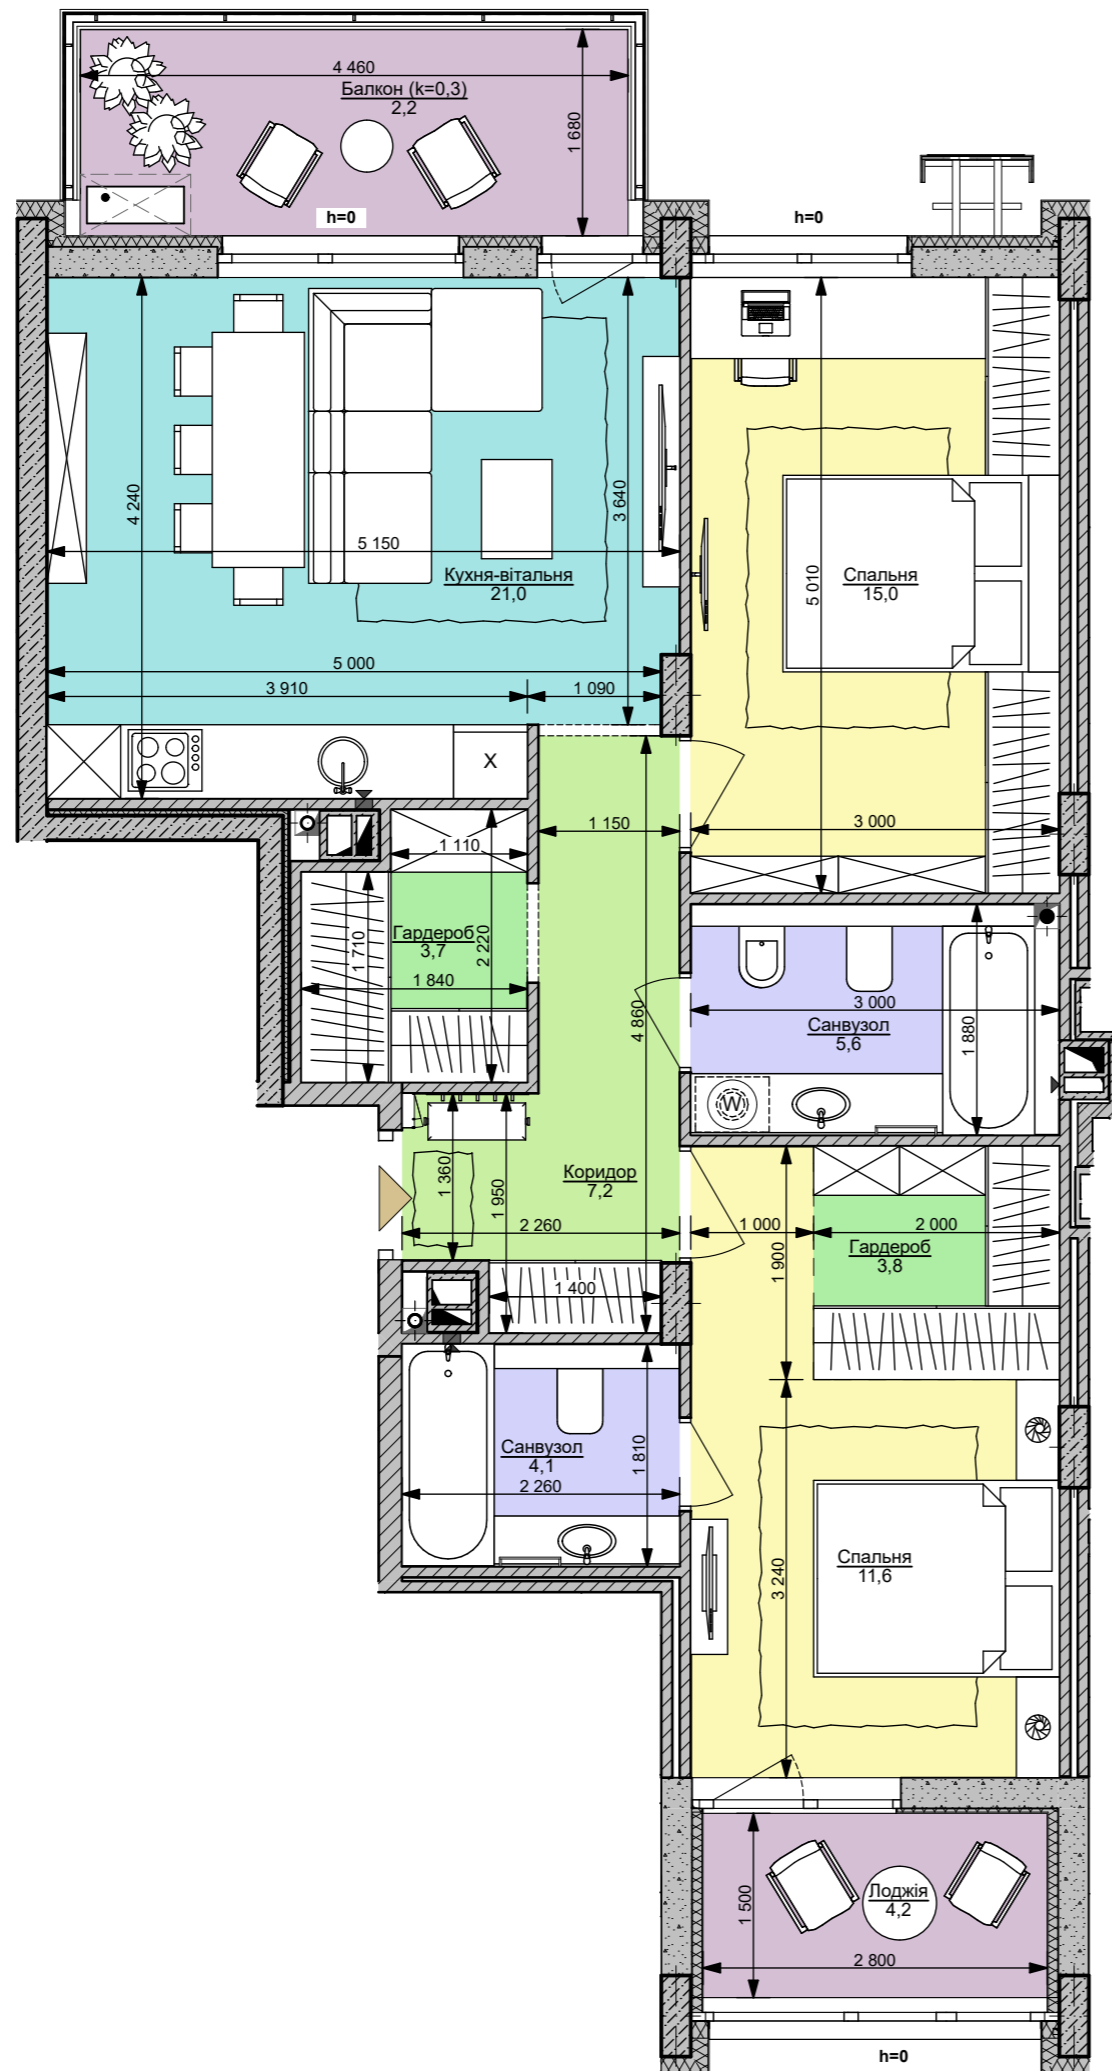 4 460
Балкон (k=0,3)
2,2
1 680
h=0
h=0
4 240
3 640
5 150
Кухня-вітальня
21,0
5 010
Спальня
15,0
5 000
3 910
1 090
X
1 150
3 000
1 110
Гардероб
3,7
1 710
2 220
1 840
4 860
3 000
Санвузол
5,6
1 880
W
1 360
1 950
Коридор
7,2
2 260
1 000
2 000
Гардероб
3,8
1 900
1 400
Санвузол
4,1
1 810
2 260
Спальня
11,6
3 240
Лоджія
4,2
1 500
2 800
h=0